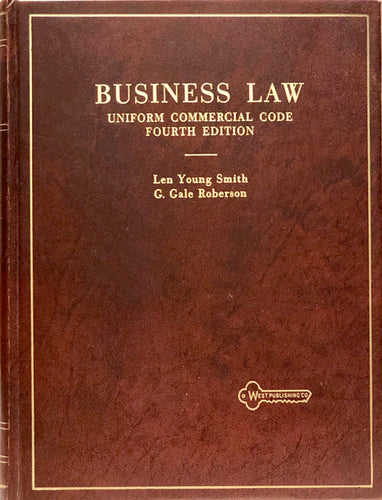 BUSINESS LAW
UNIFORM COMMERCIAL CODE
FOURTH EDITION
Len Young Smith
G. Gale Roberson
WEST PUBLISHING CO